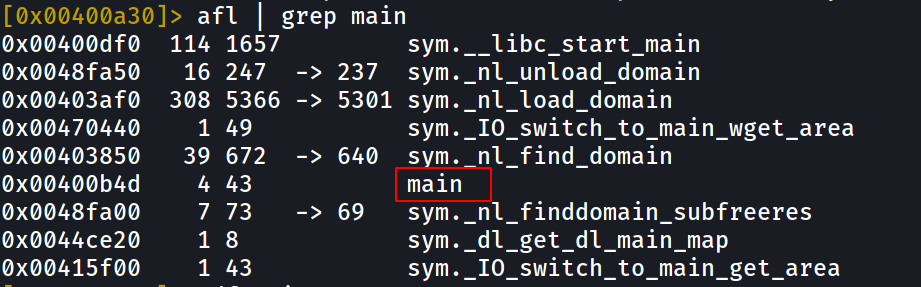 [0x00400a30]> afl | grep main
0x00400df0  114 1657         sym.__libc_start_main
0x0048fa50   16 247  -> 237  sym._nl_unload_domain
0x00403af0  308 5366 -> 5301 sym._nl_load_domain
0x00470440    1 49           sym._IO_switch_to_main_wget_area
0x00403850   39 672  -> 640  sym._nl_find_domain
0x00400b4d    4 43           main
0x0048fa00    7 73   -> 69   sym._nl_finddomain_subfreeres
0x0044ce20    1 8            sym._dl_get_dl_main_map
0x00415f00    1 43           sym._IO_switch_to_main_get_area